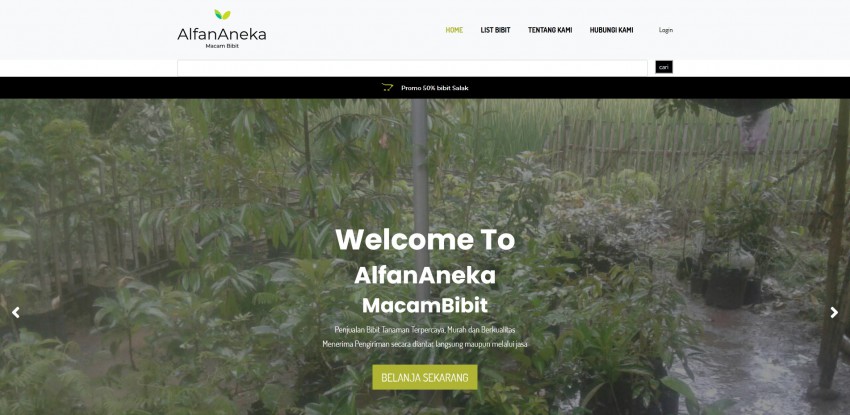 AlfanAneka
Macam Bibit
HOME
LIST BIBIT
TENTANG KAMI
HUBUNGI KAMI
Login
cari
Promo 50% bibit Salak
Welcome To
AlfanAneka
MacamBibit
Penjualan Bibit Tanaman Terpercaya, Murah dan Berkualitas
Menerima Pengiriman secara diantar langsung maupun melalui jasa
BELANJA SEKARANG